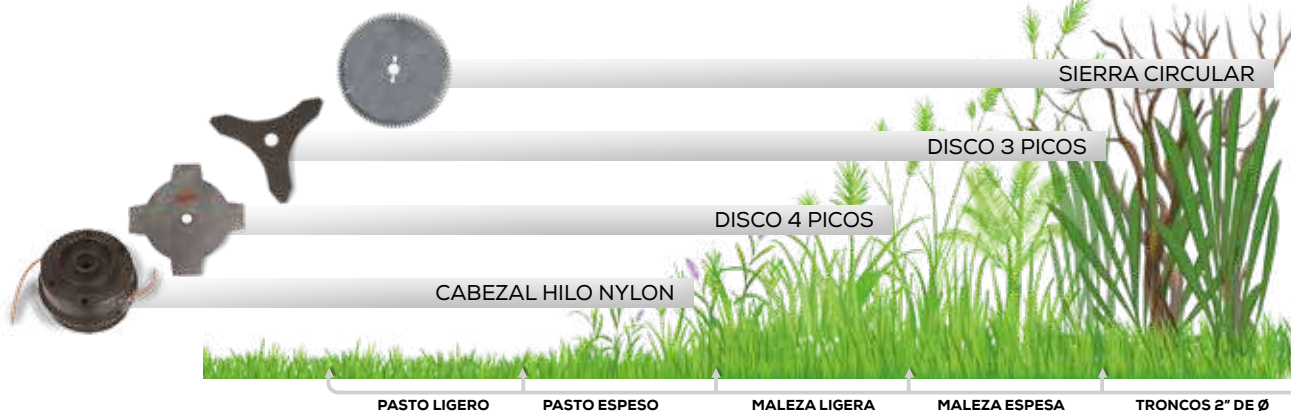 SIERRA CIRCULAR
DISCO 3 PICOS
DISCO 4 PICOS
CABEZAL HILO NYLON
PASTO LIGERO
PASTO ESPESO
MALEZA LIGERA
MALEZA ESPESA
TRONCOS 2" DE Ø